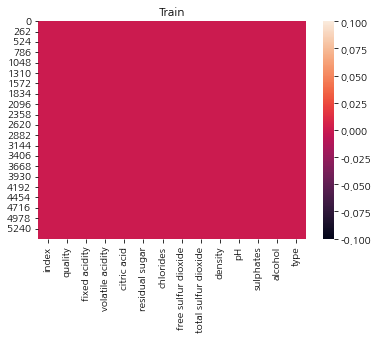 Train
0
262
524
786
1048
1310
1572
1834
2096
2358
2620
2882
3144
3406
3668
3930
4192
4454
4716
4978
5240
index
quality
fixed acidity
volatile acidity
citric acid
residual sugar
chlorides
free sulfur dioxide
total sulfur dioxide
density
pH
sulphates
alcohol
type
0,100
0,075
0,050
0,025
0,000
-0,025
-0,050
-0,075
-0,100